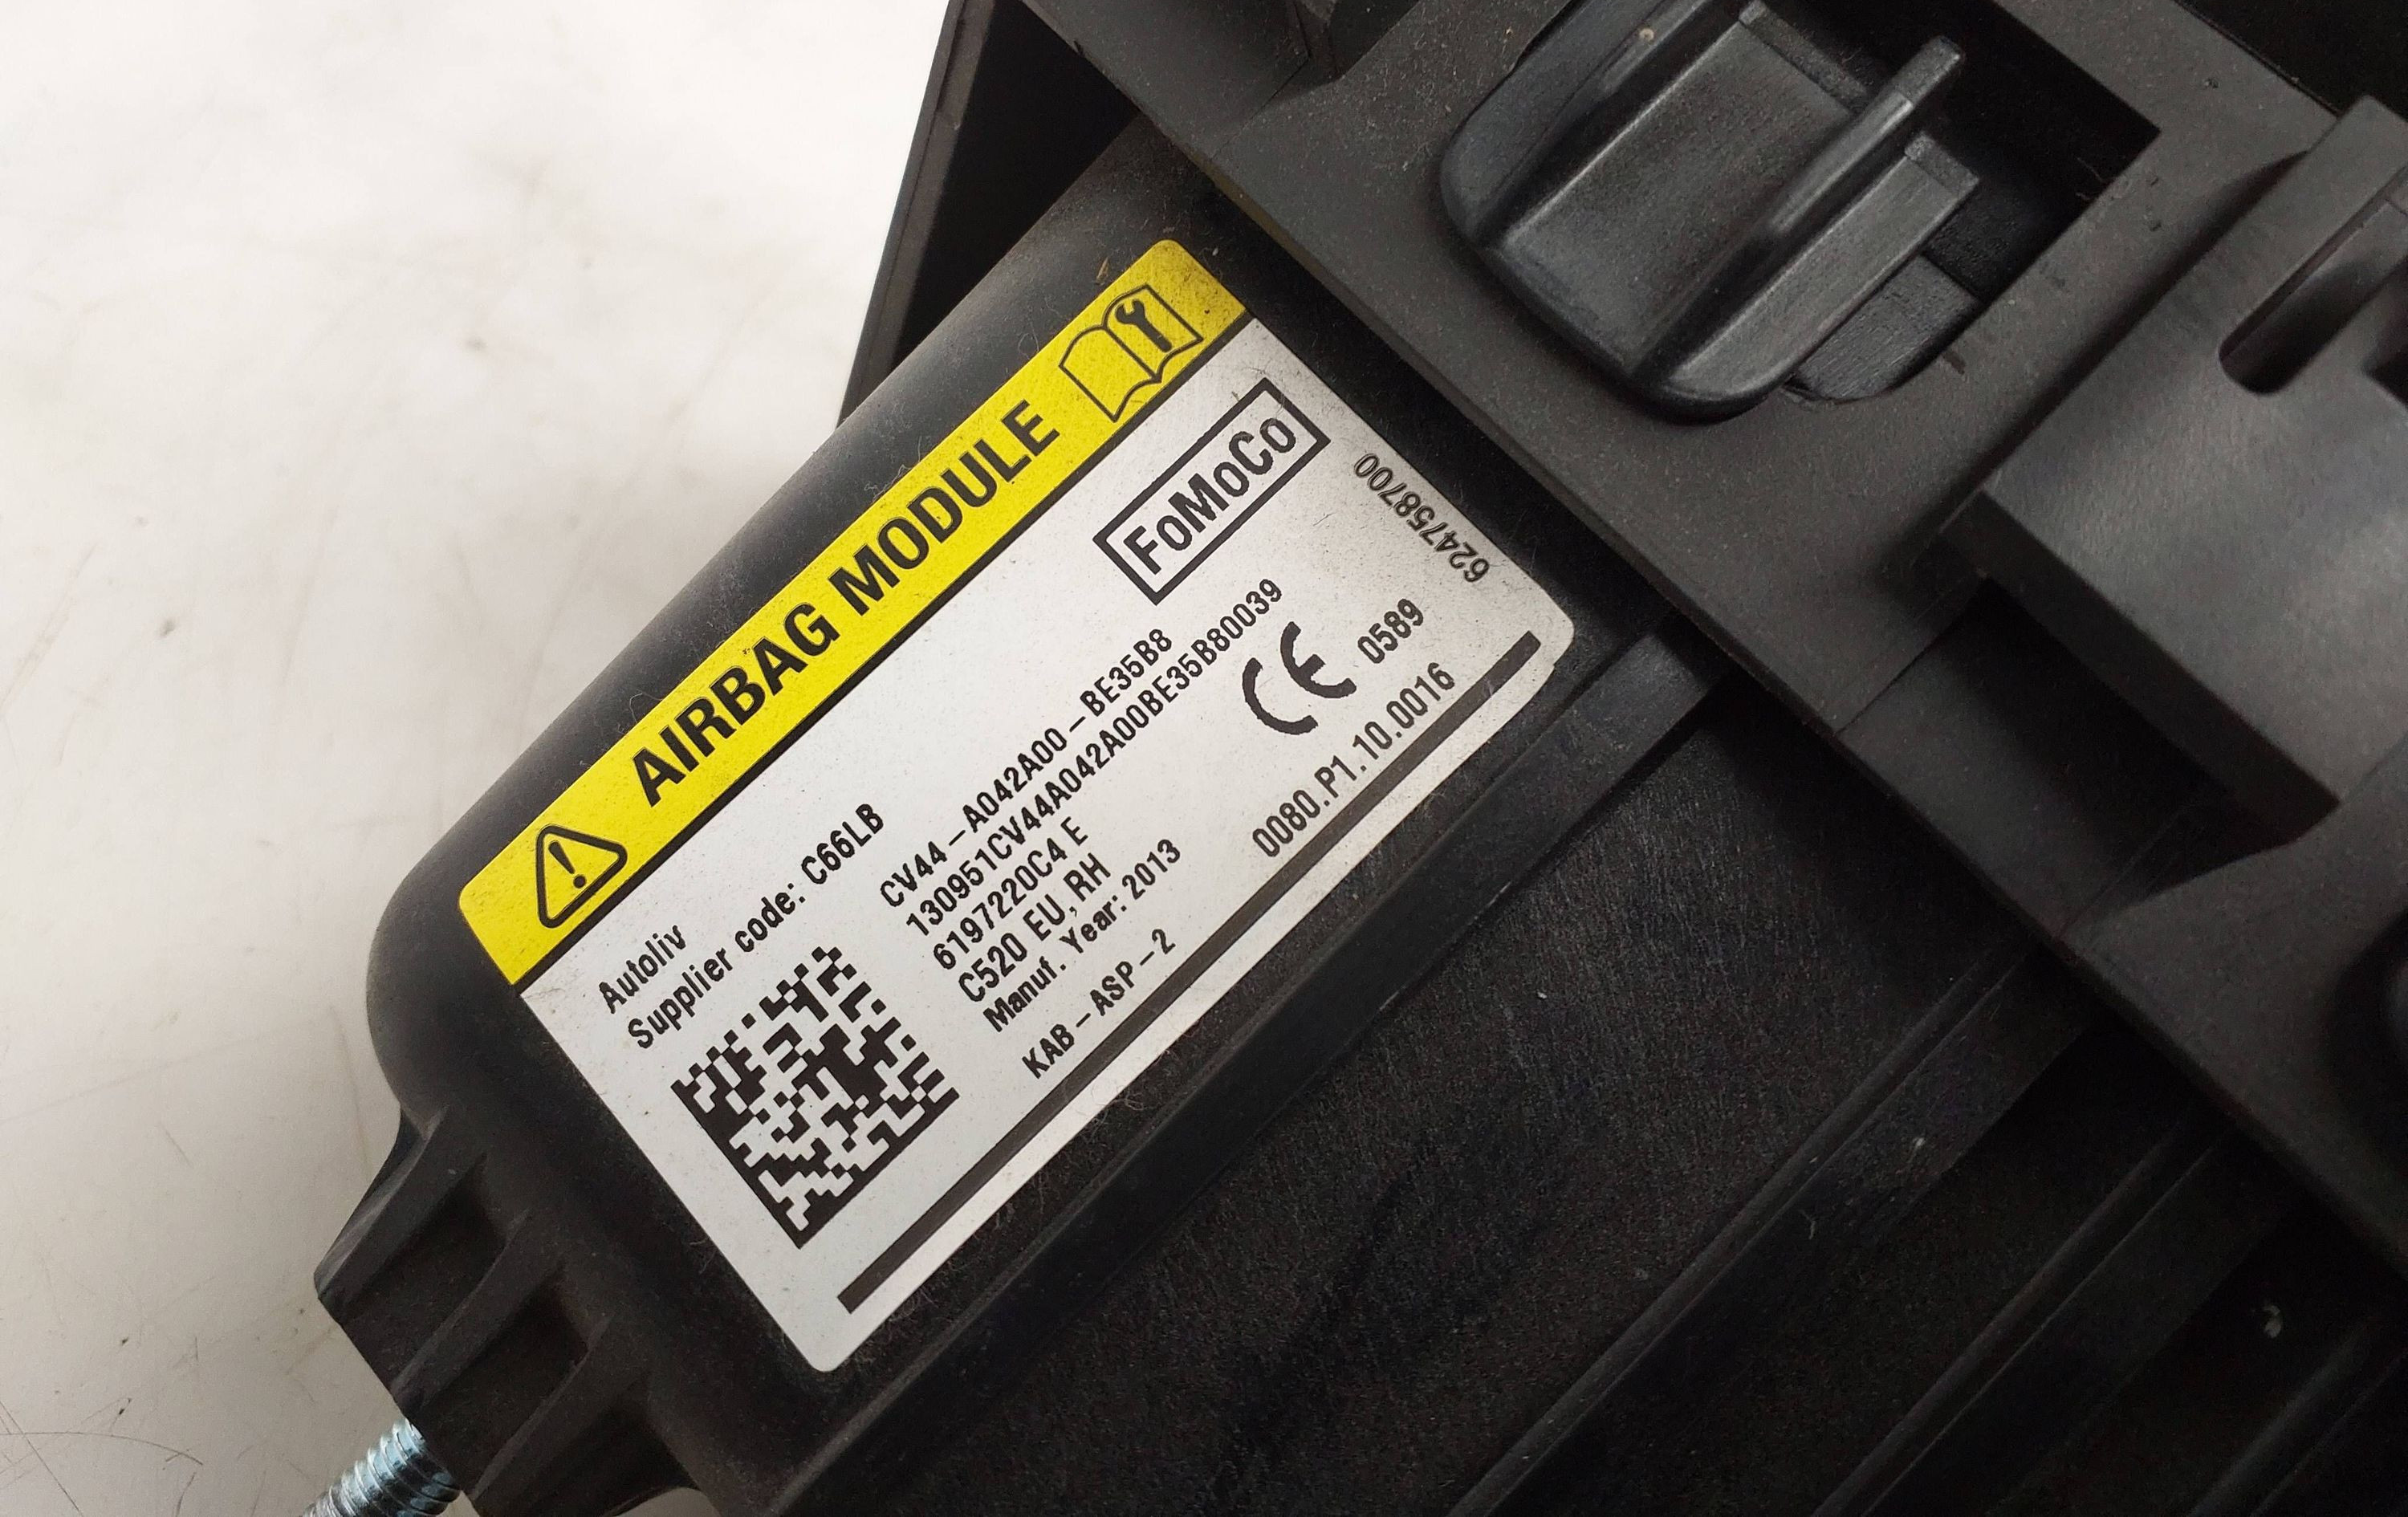 AIRBAG MODULE
Autoliv
Supplier code: C66LB
FoMoCo
CV44-A042A00-BE35B8
130951CV44A042A00BE35B80039
6197220C4 E
C520 EU,RH
Manuf. Year: 2013
KAB-ASP-2
CE 0589
0080.P1.10.0016
624758700